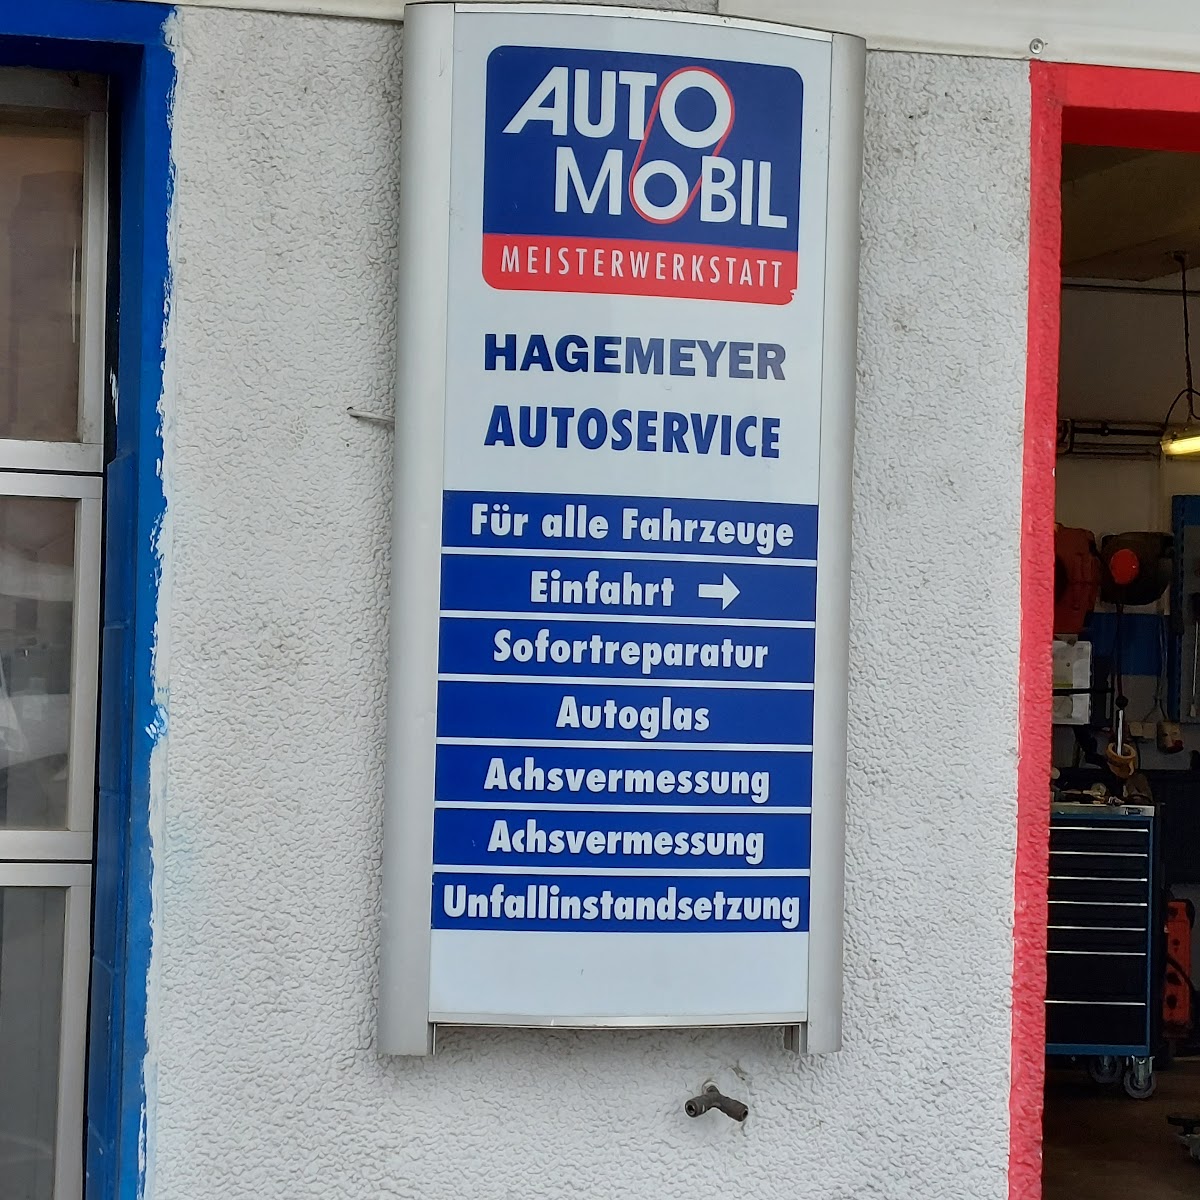 AUTO
MOBIL
MEISTERWERKSTATT
HAGEMEYER
AUTOSERVICE
Für alle Fahrzeuge
Einfahrt →
Sofortreparatur
Autoglas
Achsvermessung
Achsvermessung
Unfallinstandsetzung